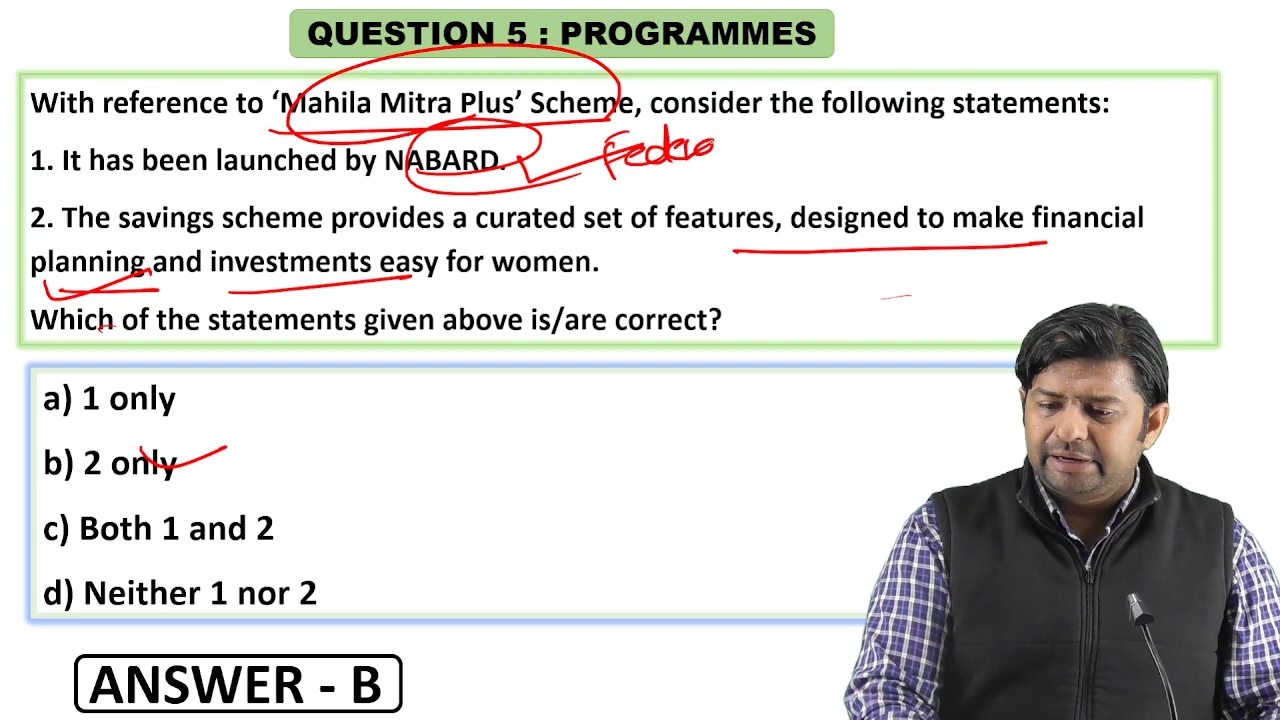 QUESTION 5 : PROGRAMMES
With reference to ‘Mahila Mitra Plus’ Scheme, consider the following statements:
1. It has been launched by NABARD.
2. The savings scheme provides a curated set of features, designed to make financial
planning and investments easy for women.
Which of the statements given above is/are correct?
a) 1 only
b) 2 only
c) Both 1 and 2
d) Neither 1 nor 2
ANSWER - B